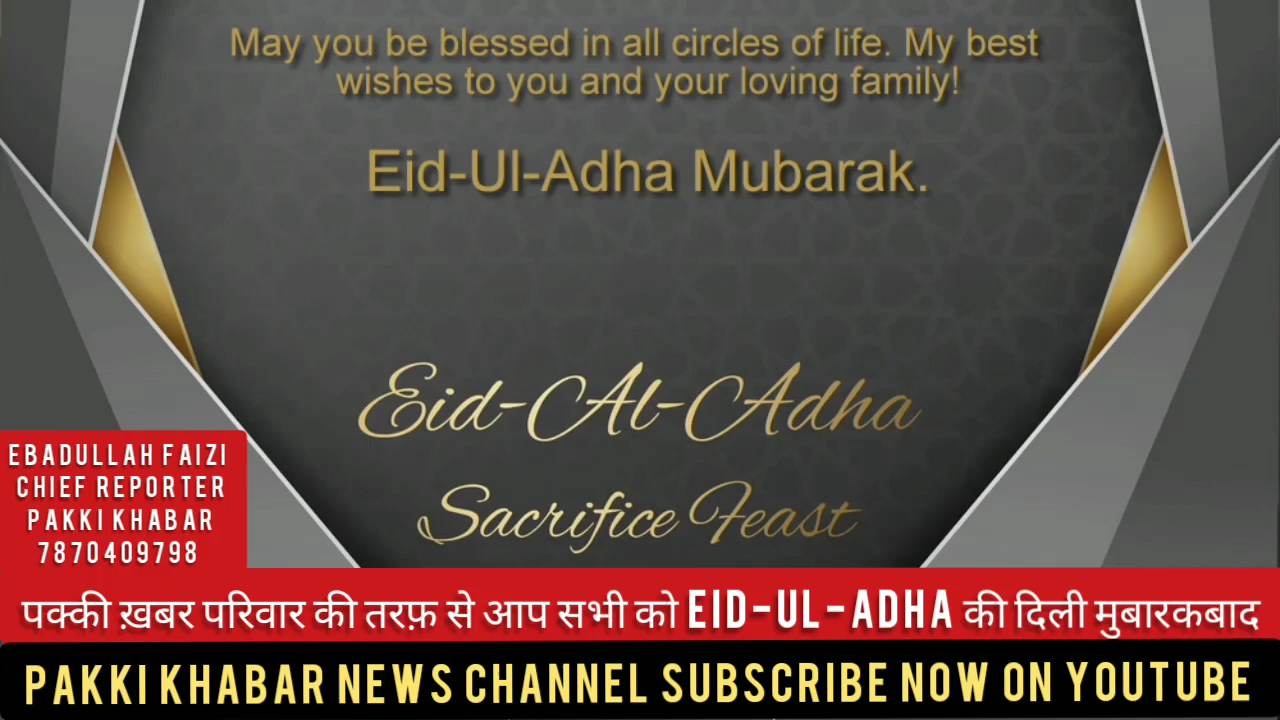 May you be blessed in all circles of life. My best
wishes to you and your loving family!
Eid-Ul-Adha Mubarak.
Eid-Al-Adha
Sacrifice Feast
EBADULLAH FAIZI
CHIEF REPORTER
PAKKI KHABAR
7870409798
पक्की ख़बर परिवार की तरफ़ से आप सभी को EID-UL-ADHA की दिली मुबारकबाद
PAKKI KHABAR NEWS CHANNEL SUBSCRIBE NOW ON YOUTUBE